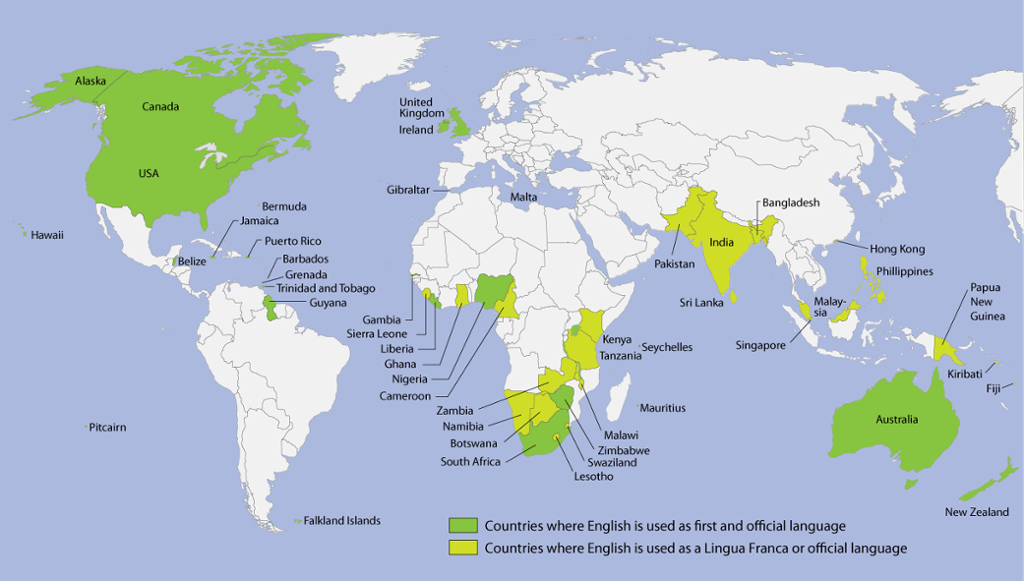 Alaska
Canada
USA
Hawaii
United
Kingdom
Ireland
Gibraltar
Malta
Bermuda
Jamaica
Puerto Rico
Belize
Barbados
Grenada
Trinidad and Tobago
Guyana
Bangladesh
India
Pakistan
Hong Kong
Phillippines
Sri Lanka
Malay-
sia
Singapore
Papua
New
Guinea
Kiribati
Fiji
Gambia
Sierra Leone
Liberia
Ghana
Nigeria
Cameroon
Kenya
Tanzania
Seychelles
Mauritius
Zambia
Namibia
Botswana
South Africa
Malawi
Zimbabwe
Swaziland
Lesotho
Pitcairn
Australia
New Zealand
Falkland Islands
Countries where English is used as first and official language
Countries where English is used as a Lingua Franca or official language